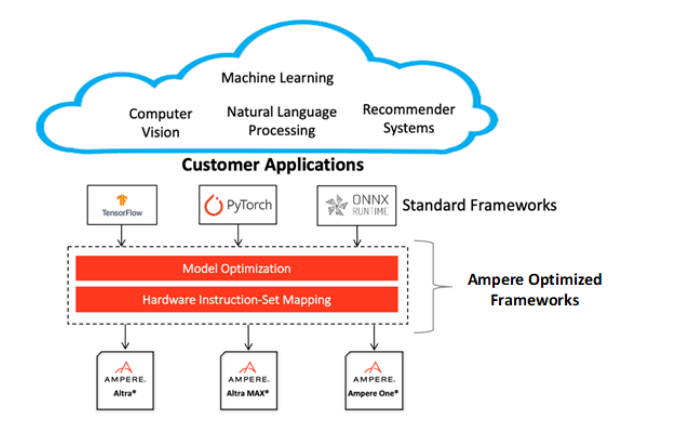 Machine Learning
Computer
Vision
Natural Language
Processing
Recommender
Systems
Customer Applications
TensorFlow
PyTorch
ONNX
RUNTIME
Standard Frameworks
Model Optimization
Hardware Instruction-Set Mapping
Ampere Optimized
Frameworks
AMPERE.
Altra®
AMPERE.
Altra MAX®
AMPERE.
Ampere One®